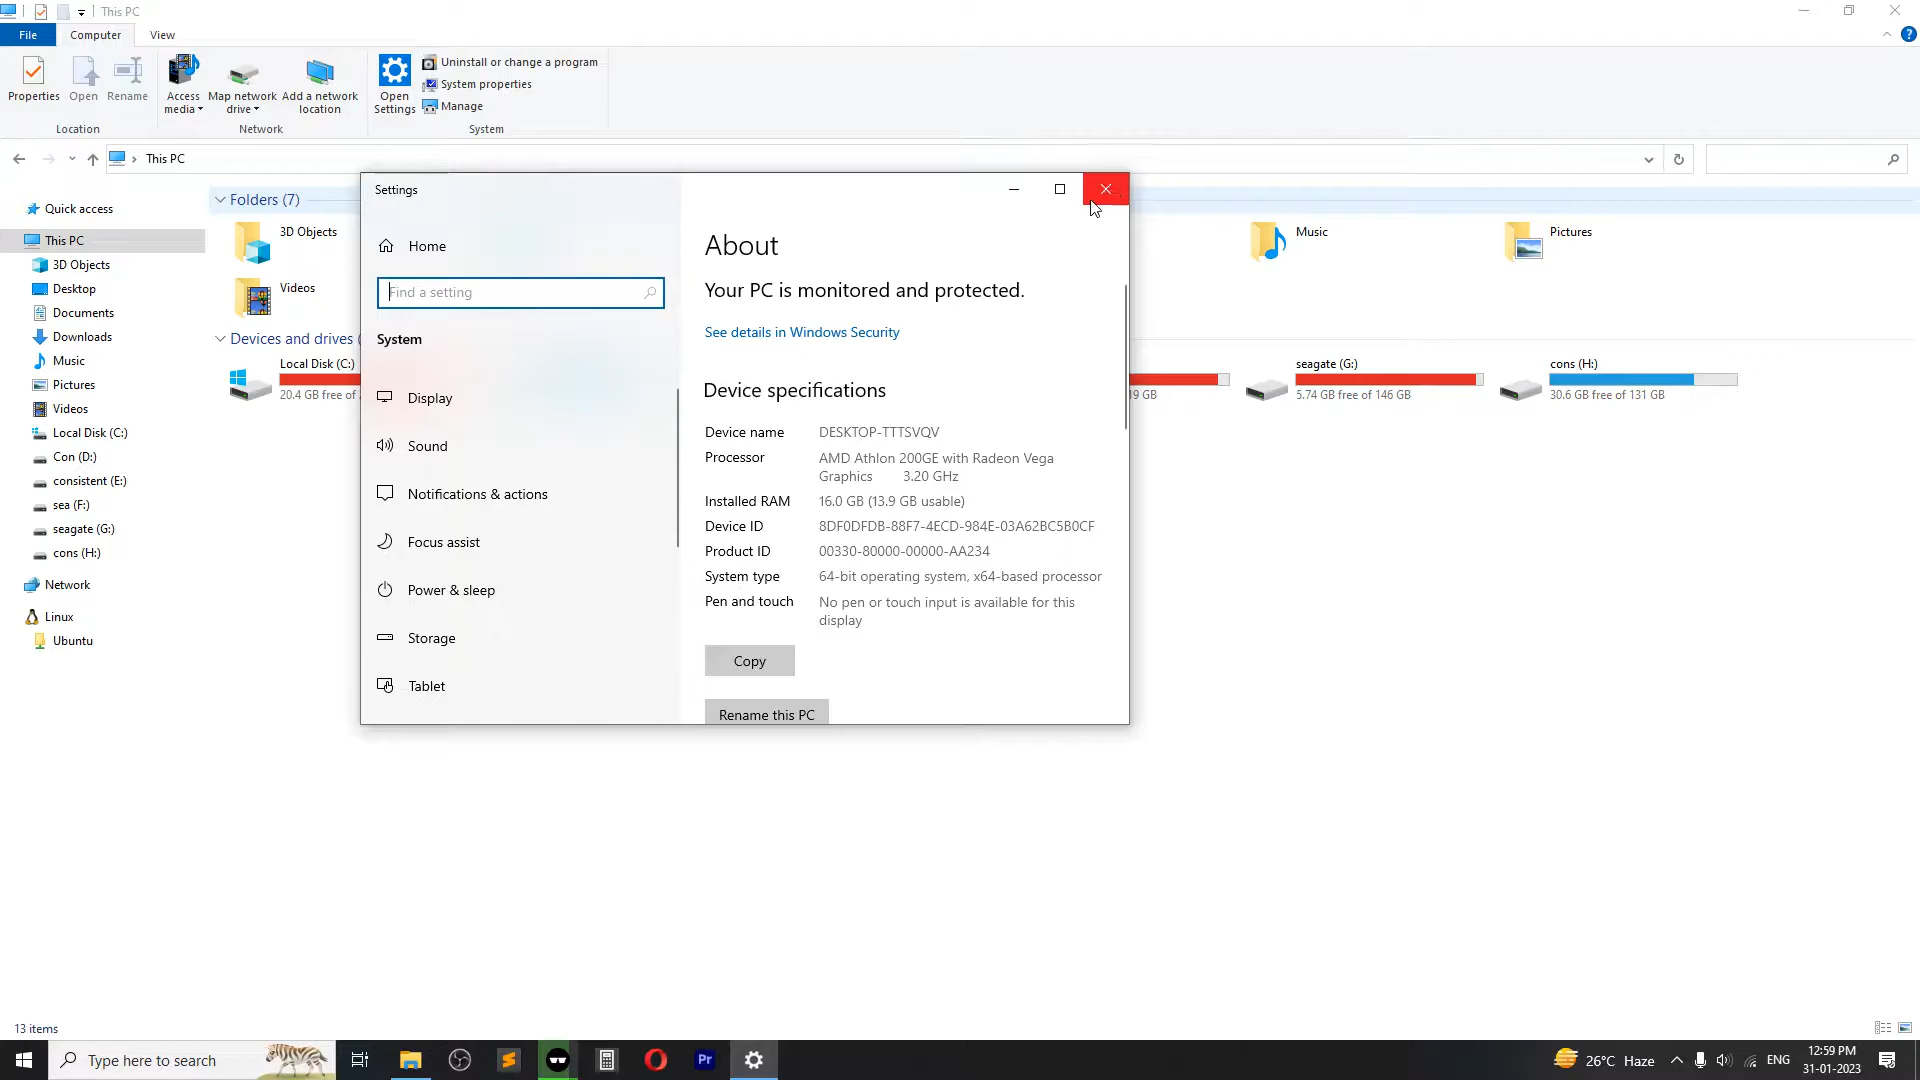 This PC
File
Computer
View
Properties
Open
Rename
Access media
Map network drive
Add a network location
Open Settings
Uninstall or change a program
System properties
Manage
Location
Network
System
This PC
Quick access
This PC
3D Objects
Desktop
Documents
Downloads
Music
Pictures
Videos
Local Disk (C:)
Con (D:)
consistent (E:)
sea (F:)
seagate (G:)
cons (H:)
Network
Linux
Ubuntu
Folders (7)
3D Objects
Videos
Music
Pictures
Devices and drives (
Local Disk (C:)
20.4 GB free of
19 GB
seagate (G:)
5.74 GB free of 146 GB
cons (H:)
30.6 GB free of 131 GB
Settings
Home
Find a setting
System
Display
Sound
Notifications & actions
Focus assist
Power & sleep
Storage
Tablet
About
Your PC is monitored and protected.
See details in Windows Security
Device specifications
Device name DESKTOP-TTTSVQV
Processor AMD Athlon 200GE with Radeon Vega
Graphics 3.20 GHz
Installed RAM 16.0 GB (13.9 GB usable)
Device ID 8DF0DFDB-88F7-4ECD-984E-03A62BC5B0CF
Product ID 00330-80000-00000-AA234
System type 64-bit operating system, x64-based processor
Pen and touch No pen or touch input is available for this
display
Copy
Rename this PC
13 items
Type here to search
Pr
26°C Haze
ENG
12:59 PM
31-01-2023